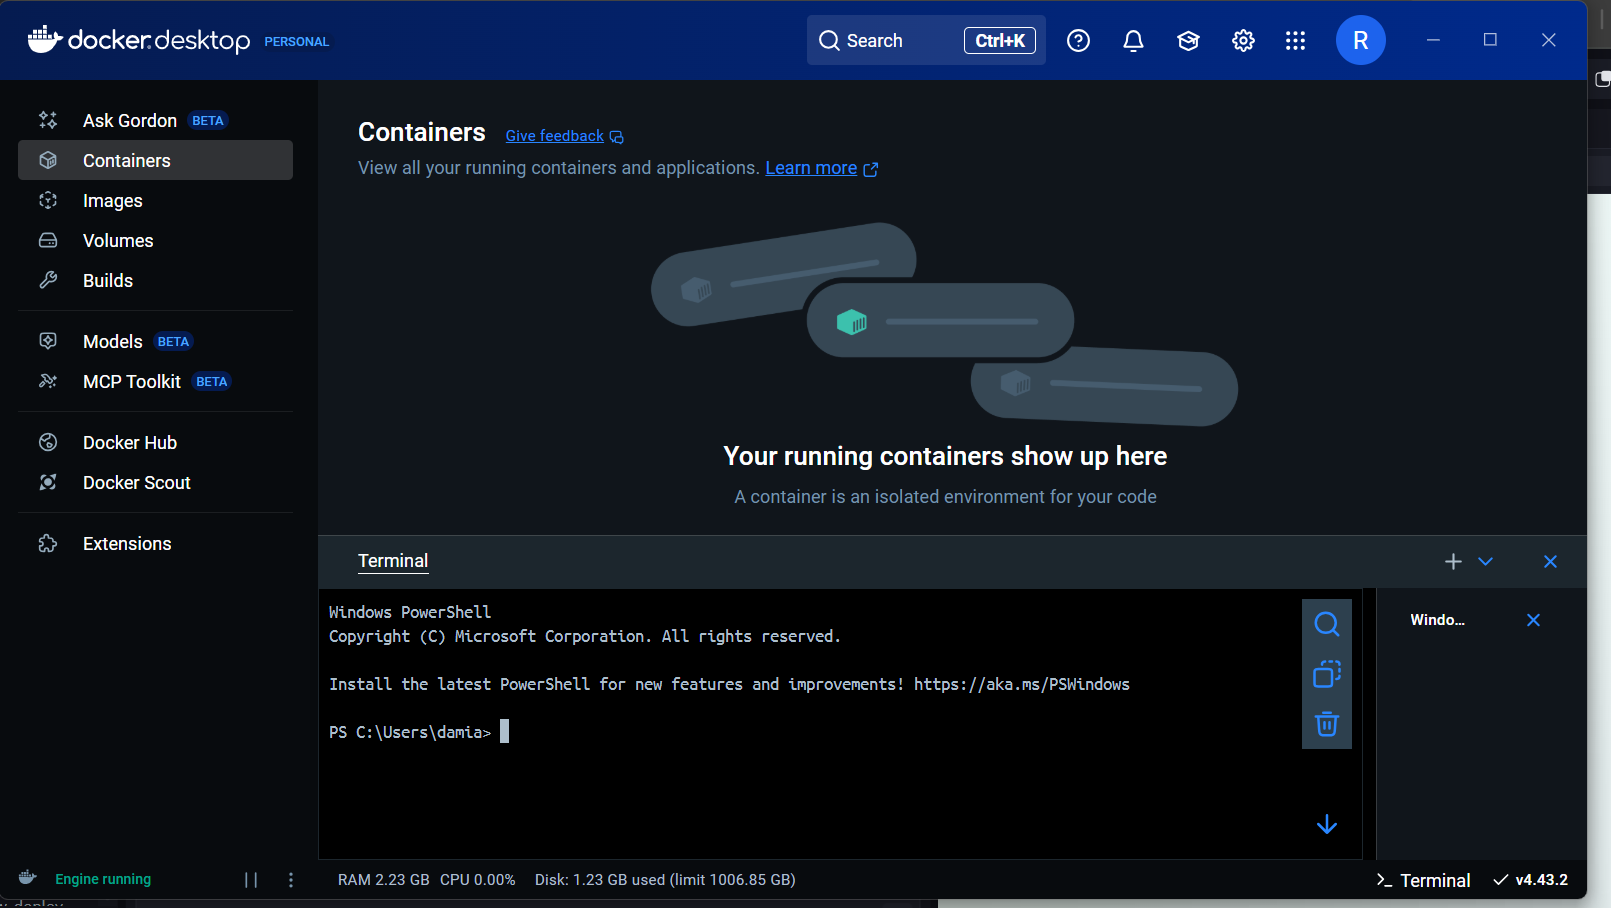 docker.desktop PERSONAL
Search Ctrl+K
R
Ask Gordon BETA
Containers
Images
Volumes
Builds
Models BETA
MCP Toolkit BETA
Docker Hub
Docker Scout
Extensions
Containers Give feedback
View all your running containers and applications. Learn more
Your running containers show up here
A container is an isolated environment for your code
Terminal
Windows PowerShell
Copyright (C) Microsoft Corporation. All rights reserved.
Install the latest PowerShell for new features and improvements! https://aka.ms/PSWindows
PS C:\Users\damia>
Windo...
Engine running
RAM 2.23 GB CPU 0.00% Disk: 1.23 GB used (limit 1006.85 GB)
Terminal v4.43.2